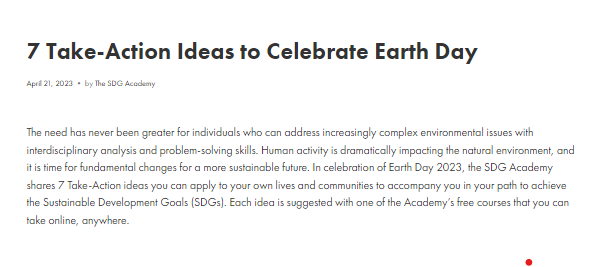 7 Take-Action Ideas to Celebrate Earth Day
April 21, 2023 • by The SDG Academy
The need has never been greater for individuals who can address increasingly complex environmental issues with
interdisciplinary analysis and problem-solving skills. Human activity is dramatically impacting the natural environment, and
it is time for fundamental changes for a more sustainable future. In celebration of Earth Day 2023, the SDG Academy
shares 7 Take-Action ideas you can apply to your own lives and communities to accompany you in your path to achieve
the Sustainable Development Goals (SDGs). Each idea is suggested with one of the Academy's free courses that you can
take online, anywhere.